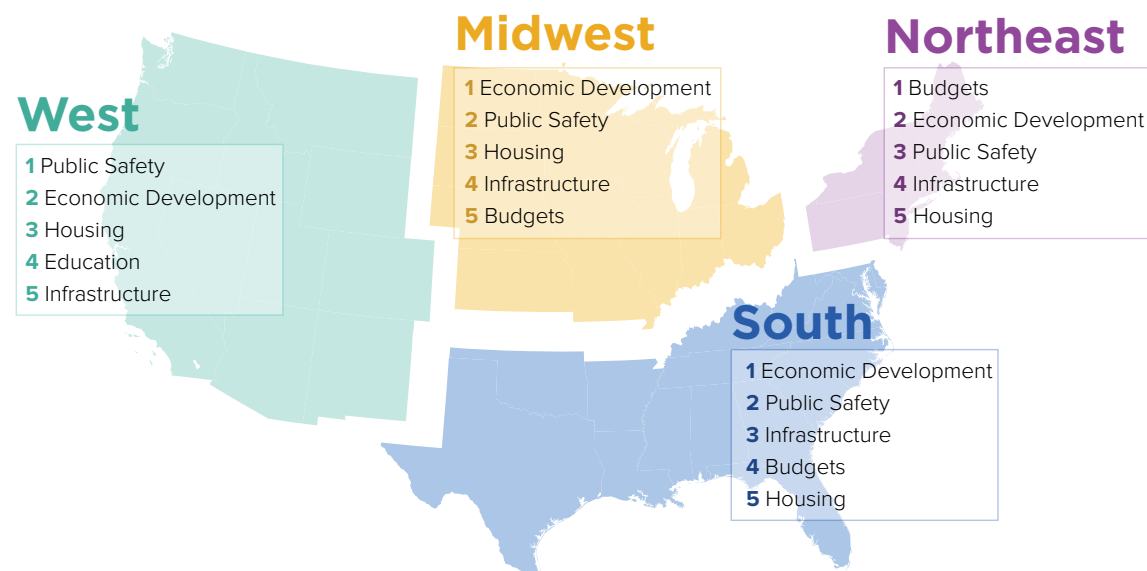 West
1 Public Safety
2 Economic Development
3 Housing
4 Education
5 Infrastructure
Midwest
1 Economic Development
2 Public Safety
3 Housing
4 Infrastructure
5 Budgets
Northeast
1 Budgets
2 Economic Development
3 Public Safety
4 Infrastructure
5 Housing
South
1 Economic Development
2 Public Safety
3 Infrastructure
4 Budgets
5 Housing